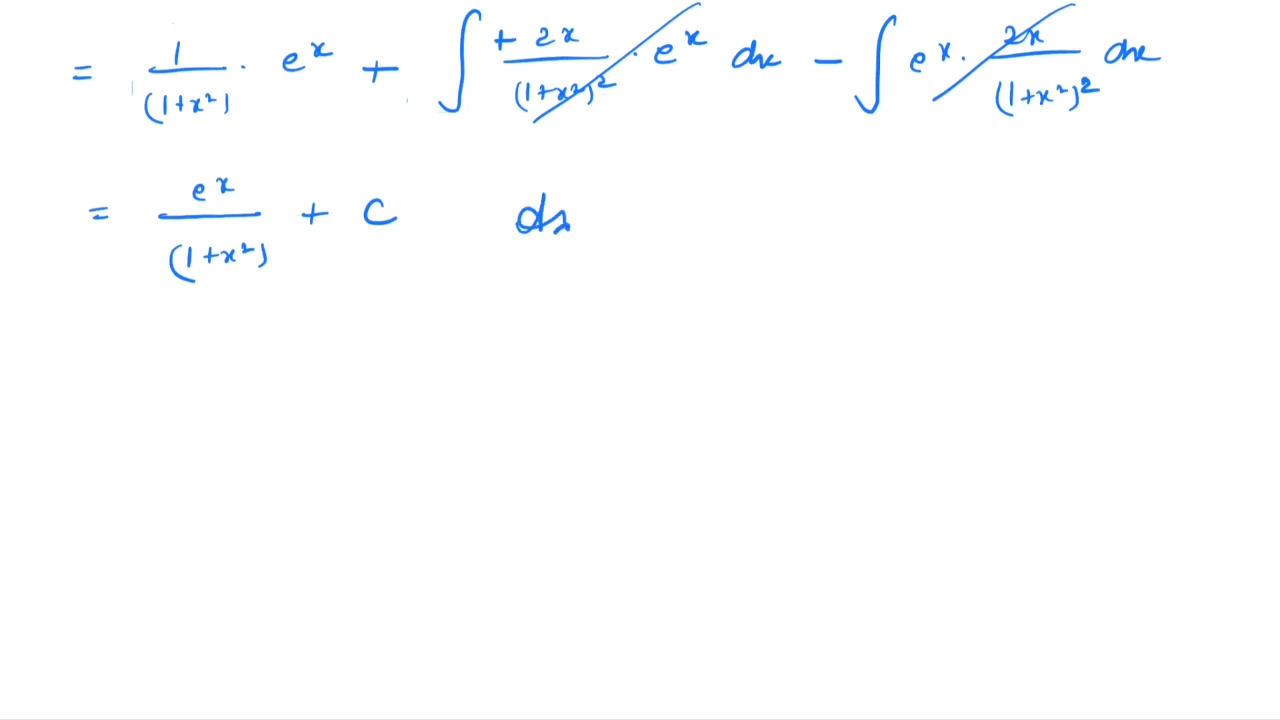 = 1/(1+x²) · eˣ + ∫ +2x/(1+x²)² · eˣ dx − ∫ eˣ · 2x/(1+x²)² dx
= eˣ/(1+x²) + C